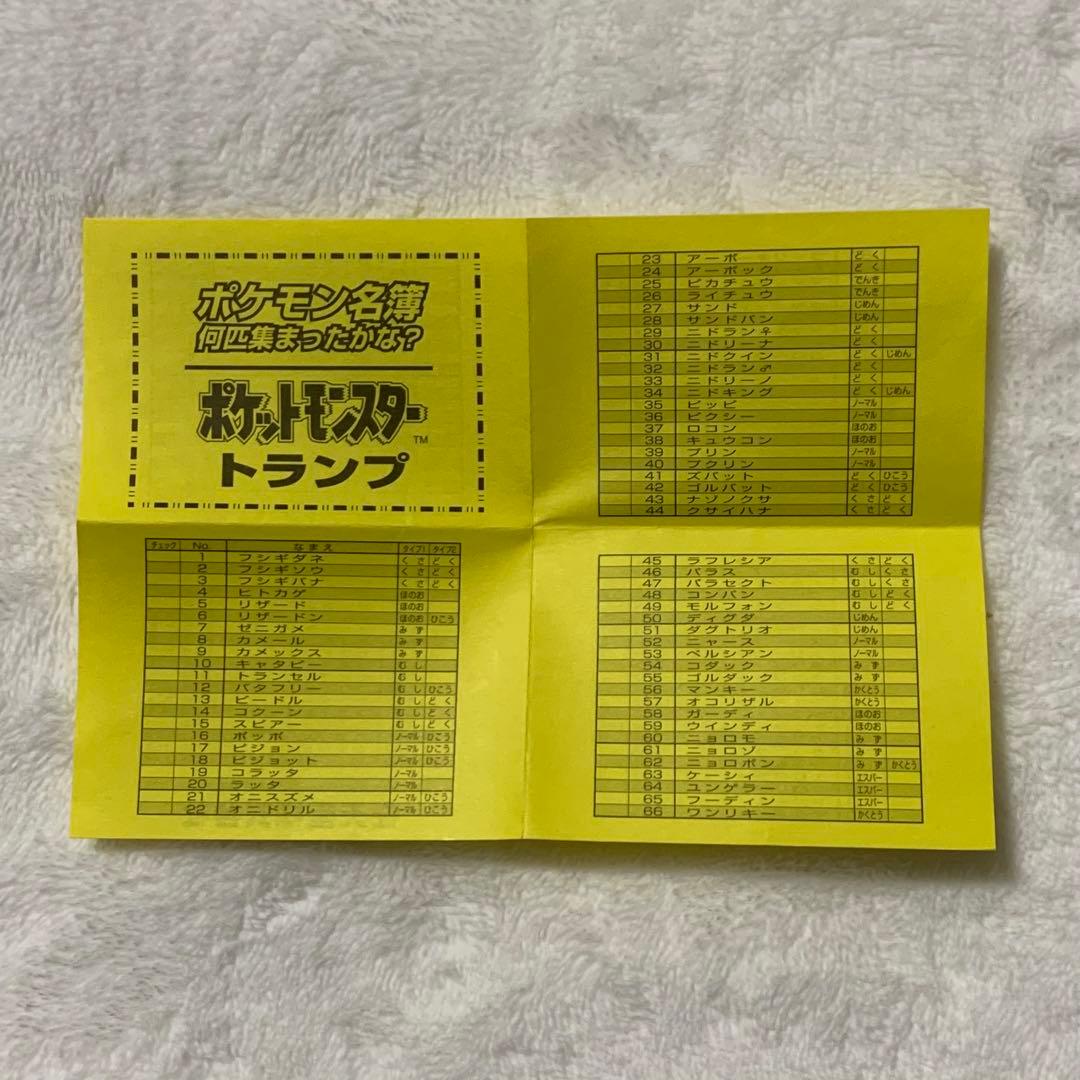 ポケモン名簿
何匹集まったかな?
ポケットモンスター™
トランプ
チェック No. なまえ タイプ1 タイプ2
1 フシギダネ くさ どく
2 フシギソウ くさ どく
3 フシギバナ くさ どく
4 ヒトカゲ ほのお
5 リザード ほのお
6 リザードン ほのお ひこう
7 ゼニガメ みず
8 カメール みず
9 カメックス みず
10 キャタピー むし
11 トランセル むし
12 バタフリー むし ひこう
13 ビードル むし どく
14 コクーン むし どく
15 スピアー むし どく
16 ポッポ ノーマル ひこう
17 ピジョン ノーマル ひこう
18 ピジョット ノーマル ひこう
19 コラッタ ノーマル
20 ラッタ ノーマル
21 オニスズメ ノーマル ひこう
22 オニドリル ノーマル ひこう
23 アーボ どく
24 アーボック どく
25 ピカチュウ でんき
26 ライチュウ でんき
27 サンド じめん
28 サンドパン じめん
29 ニドラン♀ どく
30 ニドリーナ どく
31 ニドクイン どく じめん
32 ニドラン♂ どく
33 ニドリーノ どく
34 ニドキング どく じめん
35 ピッピ ノーマル
36 ピクシー ノーマル
37 ロコン ほのお
38 キュウコン ほのお
39 プリン ノーマル
40 プクリン ノーマル
41 ズバット どく ひこう
42 ゴルバット どく ひこう
43 ナゾノクサ くさ どく
44 クサイハナ くさ どく
45 ラフレシア くさ どく
46 パラス むし くさ
47 パラセクト むし くさ
48 コンパン むし どく
49 モルフォン むし どく
50 ディグダ じめん
51 ダグトリオ じめん
52 ニャース ノーマル
53 ペルシアン ノーマル
54 コダック みず
55 ゴルダック みず
56 マンキー かくとう
57 オコリザル かくとう
58 ガーディ ほのお
59 ウインディ ほのお
60 ニョロモ みず
61 ニョロゾ みず
62 ニョロボン みず かくとう
63 ケーシィ エスパー
64 ユンゲラー エスパー
65 フーディン エスパー
66 ワンリキー かくとう